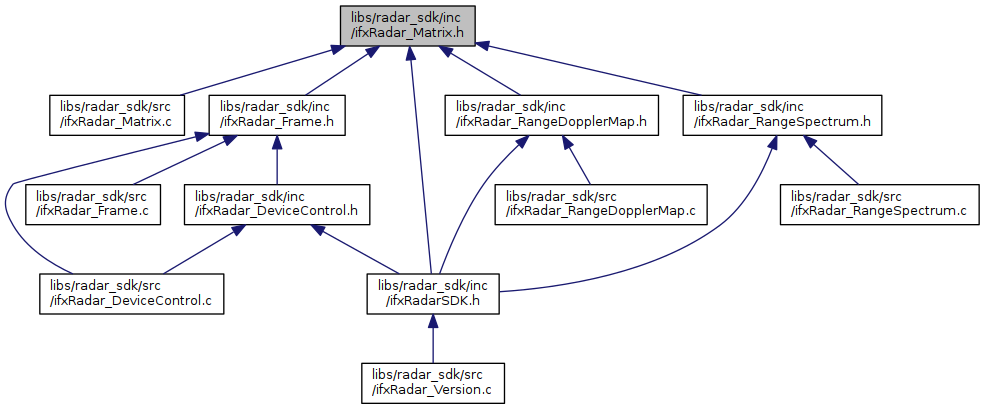 libs/radar_sdk/inc
/ifxRadar_Matrix.h
libs/radar_sdk/src
/ifxRadar_Matrix.c
libs/radar_sdk/inc
/ifxRadar_Frame.h
libs/radar_sdk/inc
/ifxRadar_RangeDopplerMap.h
libs/radar_sdk/inc
/ifxRadar_RangeSpectrum.h
libs/radar_sdk/src
/ifxRadar_Frame.c
libs/radar_sdk/inc
/ifxRadar_DeviceControl.h
libs/radar_sdk/src
/ifxRadar_RangeDopplerMap.c
libs/radar_sdk/src
/ifxRadar_RangeSpectrum.c
libs/radar_sdk/src
/ifxRadar_DeviceControl.c
libs/radar_sdk/inc
/ifxRadarSDK.h
libs/radar_sdk/src
/ifxRadar_Version.c